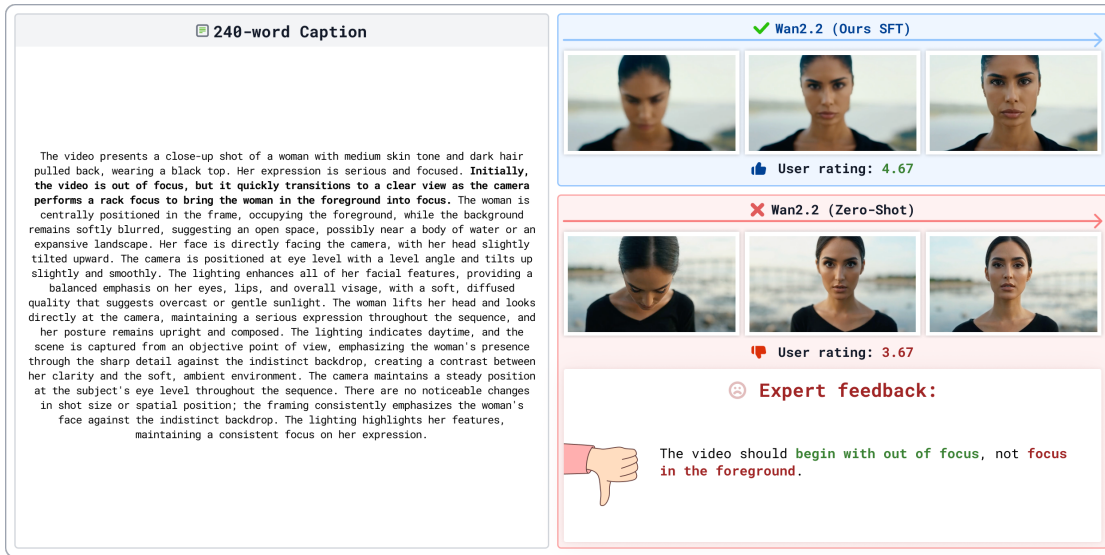 240-word Caption
The video presents a close-up shot of a woman with medium skin tone and dark hair
pulled back, wearing a black top. Her expression is serious and focused. Initially,
the video is out of focus, but it quickly transitions to a clear view as the camera
performs a rack focus to bring the woman in the foreground into focus. The woman is
centrally positioned in the frame, occupying the foreground, while the background
remains softly blurred, suggesting an open space, possibly near a body of water or an
expansive landscape. Her face is directly facing the camera, with her head slightly
tilted upward. The camera is positioned at eye level with a level angle and tilts up
slightly and smoothly. The lighting enhances all of her facial features, providing a
balanced emphasis on her eyes, lips, and overall visage, with a soft, diffused
quality that suggests overcast or gentle sunlight. The woman lifts her head and looks
directly at the camera, maintaining a serious expression throughout the sequence, and
her posture remains upright and composed. The lighting indicates daytime, and the
scene is captured from an objective point of view, emphasizing the woman's presence
through the sharp detail against the indistinct backdrop, creating a contrast between
her clarity and the soft, ambient environment. The camera maintains a steady position
at the subject's eye level throughout the sequence. There are no noticeable changes
in shot size or spatial position; the framing consistently emphasizes the woman's
face against the indistinct backdrop. The lighting highlights her features,
maintaining a consistent focus on her expression.
Wan2.2 (Ours SFT)
User rating: 4.67
Wan2.2 (Zero-Shot)
User rating: 3.67
Expert feedback:
The video should begin with out of focus, not focus
in the foreground.